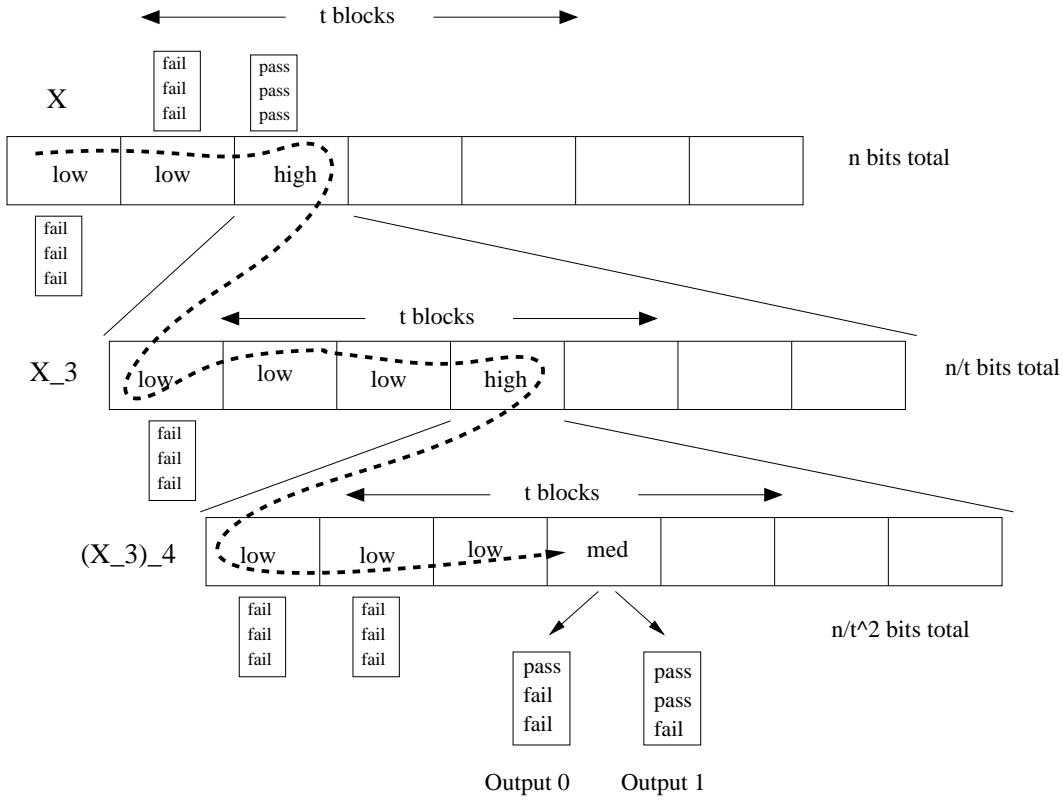 t blocks
fail
fail
fail
pass
pass
pass
X
low
low
high
n bits total
fail
fail
fail
t blocks
X_3
low
low
low
high
n/t bits total
fail
fail
fail
t blocks
(X_3)_4
low
low
low
med
fail
fail
fail
fail
fail
fail
n/t^2 bits total
pass
fail
fail
pass
pass
fail
Output 0
Output 1